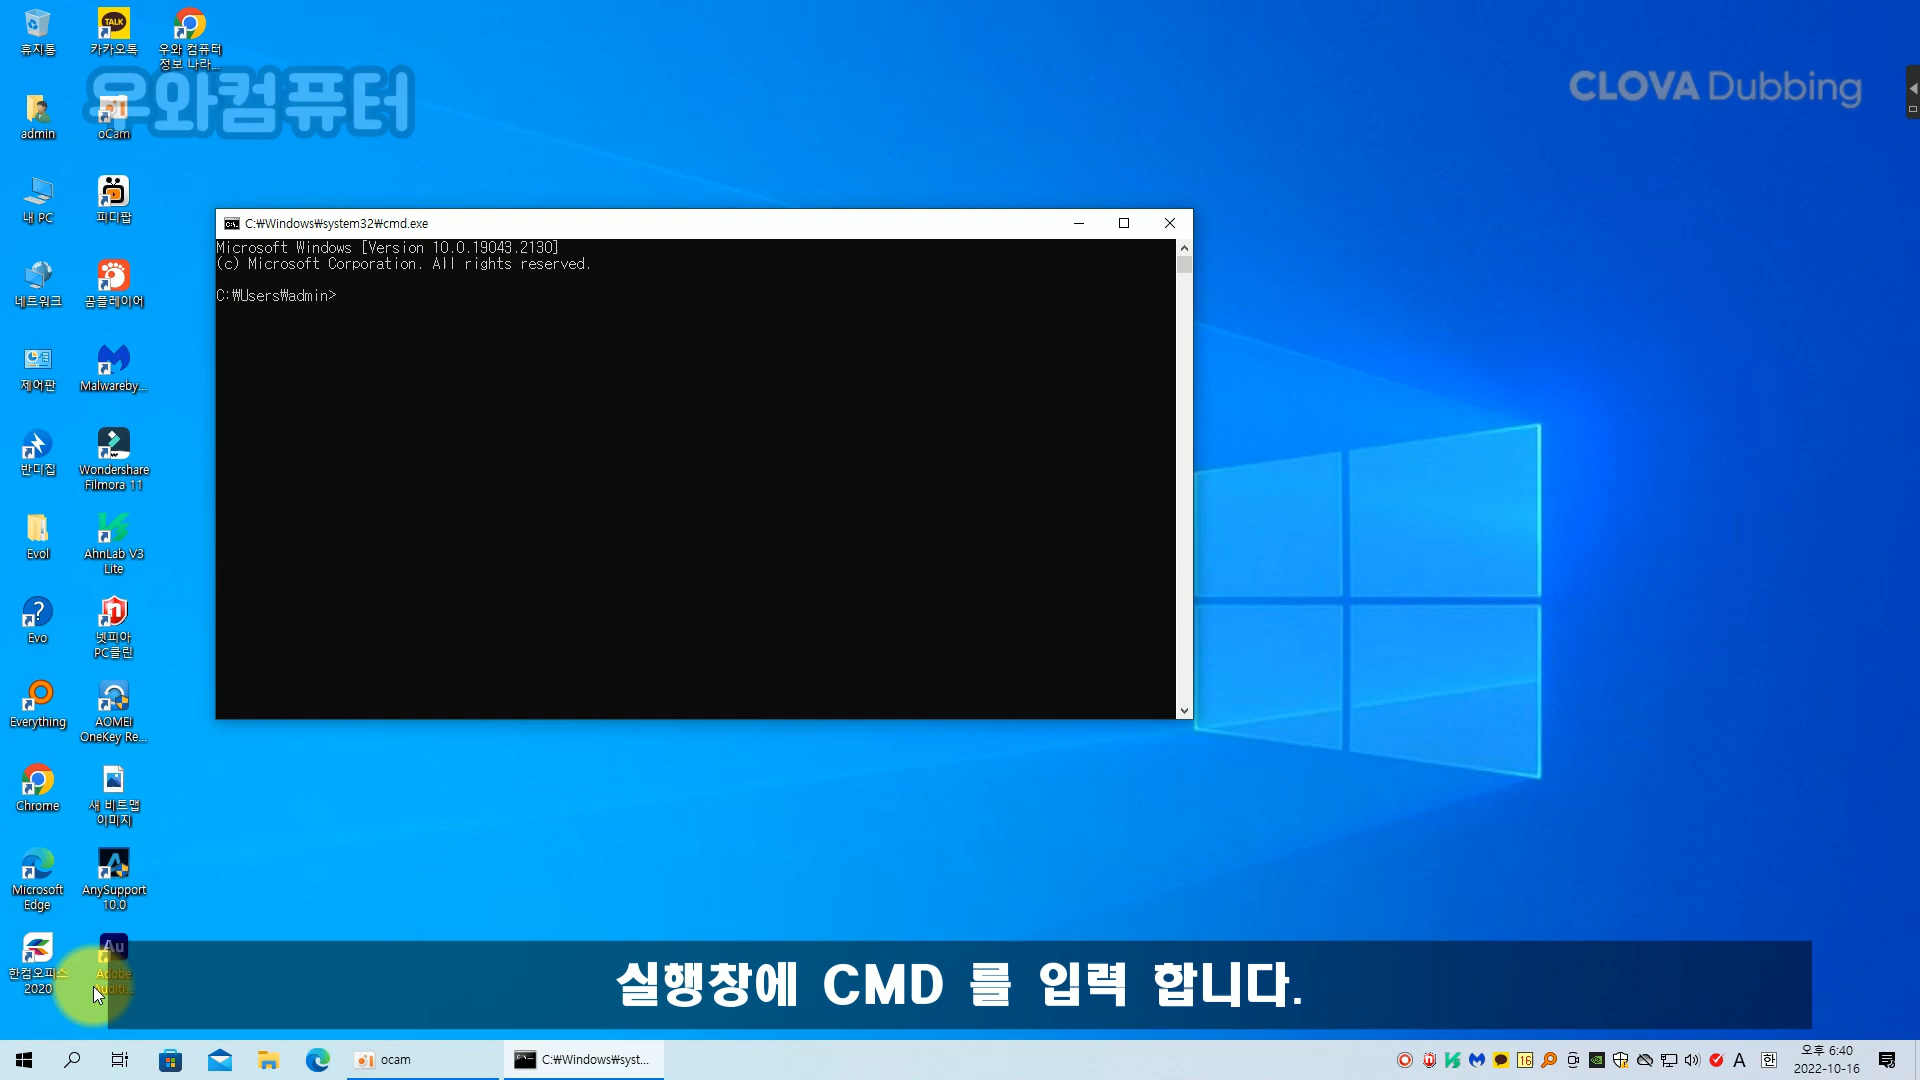 휴지통
카카오톡
우와 컴퓨터
정보 나라...
우와컴퓨터
CLOVA Dubbing
admin
oCam
내 PC
피디팝
네트워크
곰플레이어
제어판
Malwareby...
반디집
Wondershare
Filmora 11
Evol
AhnLab V3
Lite
Evo
넷피아
PC클린
Everything
AOMEI
OneKey Re...
Chrome
새 비트맵
이미지
Microsoft
Edge
AnySupport
10.0
한컴오피스
2020
Adobe
Auditi...
C:₩Windows₩system32₩cmd.exe
Microsoft Windows [Version 10.0.19043.2130]
(c) Microsoft Corporation. All rights reserved.
C:₩Users₩admin>
실행창에 CMD 를 입력 합니다.
ocam
C:₩Windows₩syst...
16
A
한
오후 6:40
2022-10-16